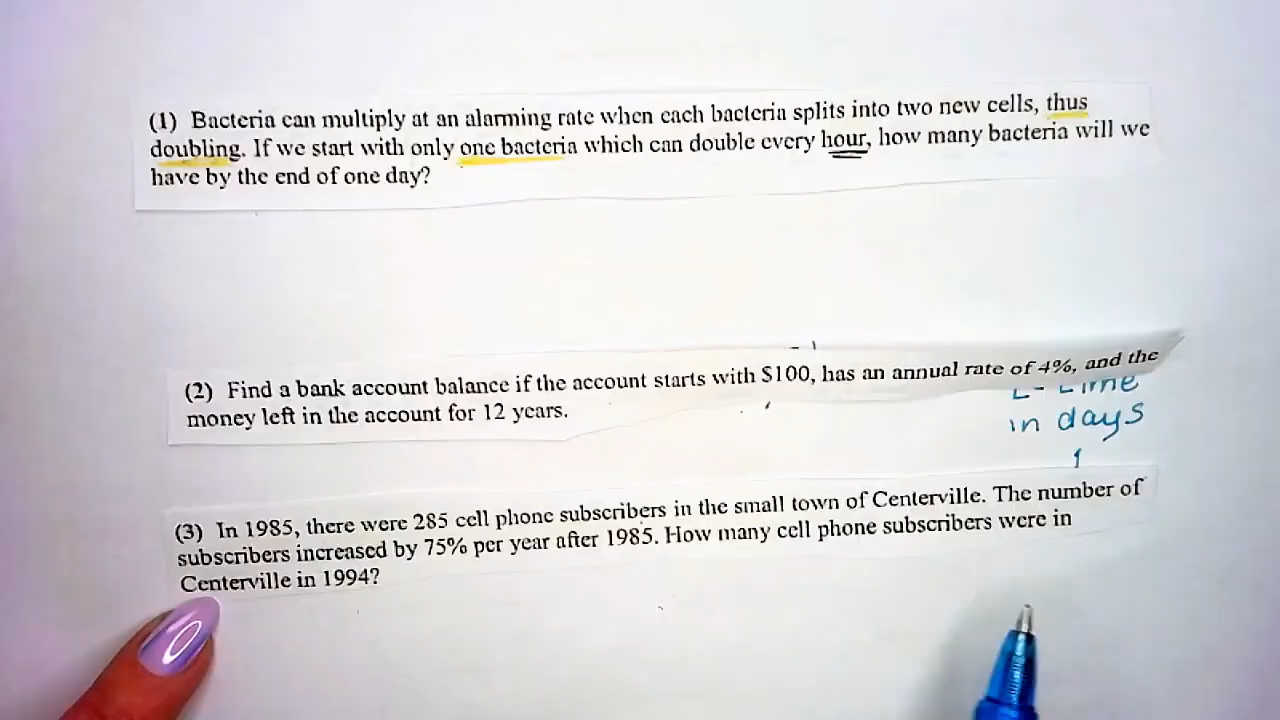 (1) Bacteria can multiply at an alarming rate when each bacteria splits into two new cells, thus
doubling. If we start with only one bacteria which can double every hour, how many bacteria will we
have by the end of one day?
(2) Find a bank account balance if the account starts with $100, has an annual rate of 4%, and the
money left in the account for 12 years.
in days
(3) In 1985, there were 285 cell phone subscribers in the small town of Centerville. The number of
subscribers increased by 75% per year after 1985. How many cell phone subscribers were in
Centerville in 1994?